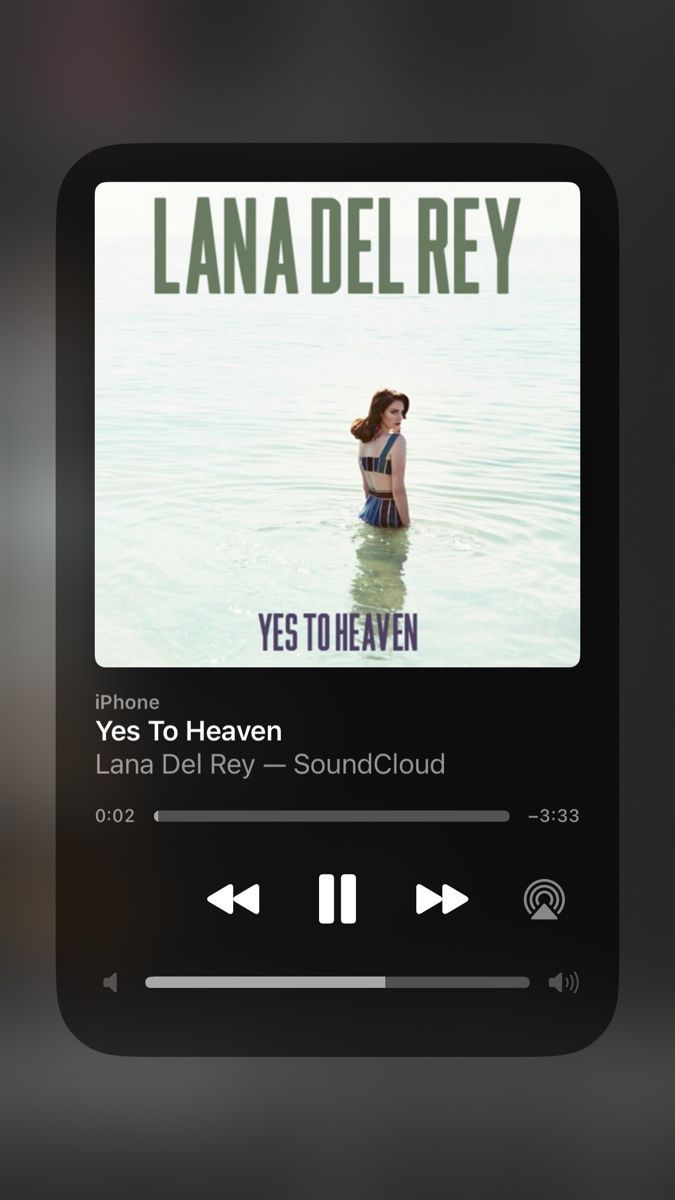 LANA DEL REY
YES TO HEAVEN
iPhone
Yes To Heaven
Lana Del Rey — SoundCloud
0:02 –3:33